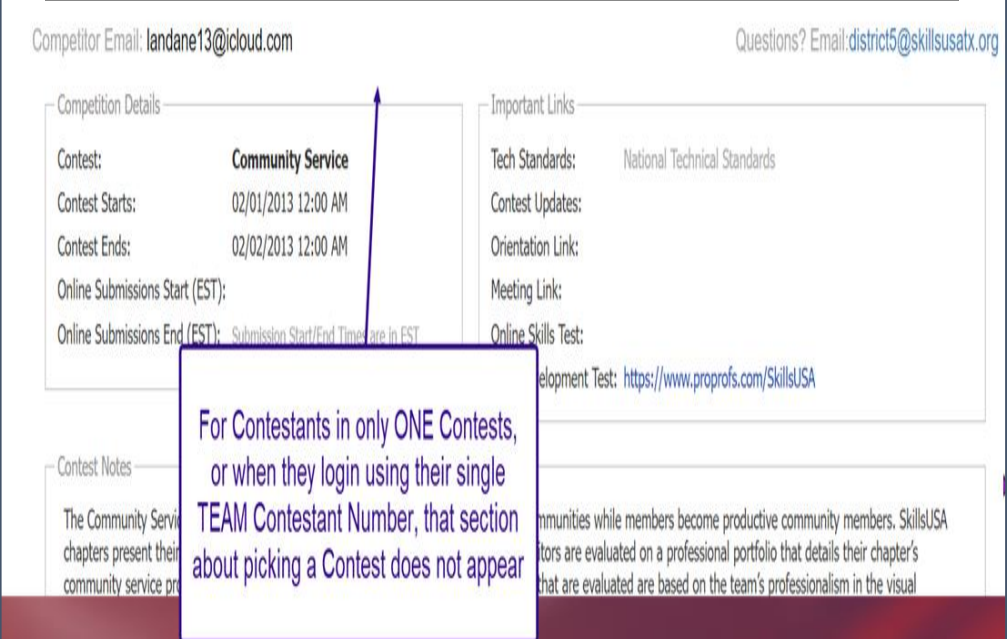 Competitor Email: landane13@icloud.com
Questions? Email:district5@skillsusatx.org
Competition Details
Contest: Community Service
Contest Starts: 02/01/2013 12:00 AM
Contest Ends: 02/02/2013 12:00 AM
Online Submissions Start (EST):
Online Submissions End (EST): Submission Start/End Times are in EST
Important Links
Tech Standards: National Technical Standards
Contest Updates:
Orientation Link:
Meeting Link:
Online Skills Test:
elopment Test: https://www.proprofs.com/SkillsUSA
For Contestants in only ONE Contests,
or when they login using their single
TEAM Contestant Number, that section
about picking a Contest does not appear
Contest Notes
The Community Servi mmunities while members become productive community members. SkillsUSA
chapters present their itors are evaluated on a professional portfolio that details their chapter's
community service pro that are evaluated are based on the team's professionalism in the visual